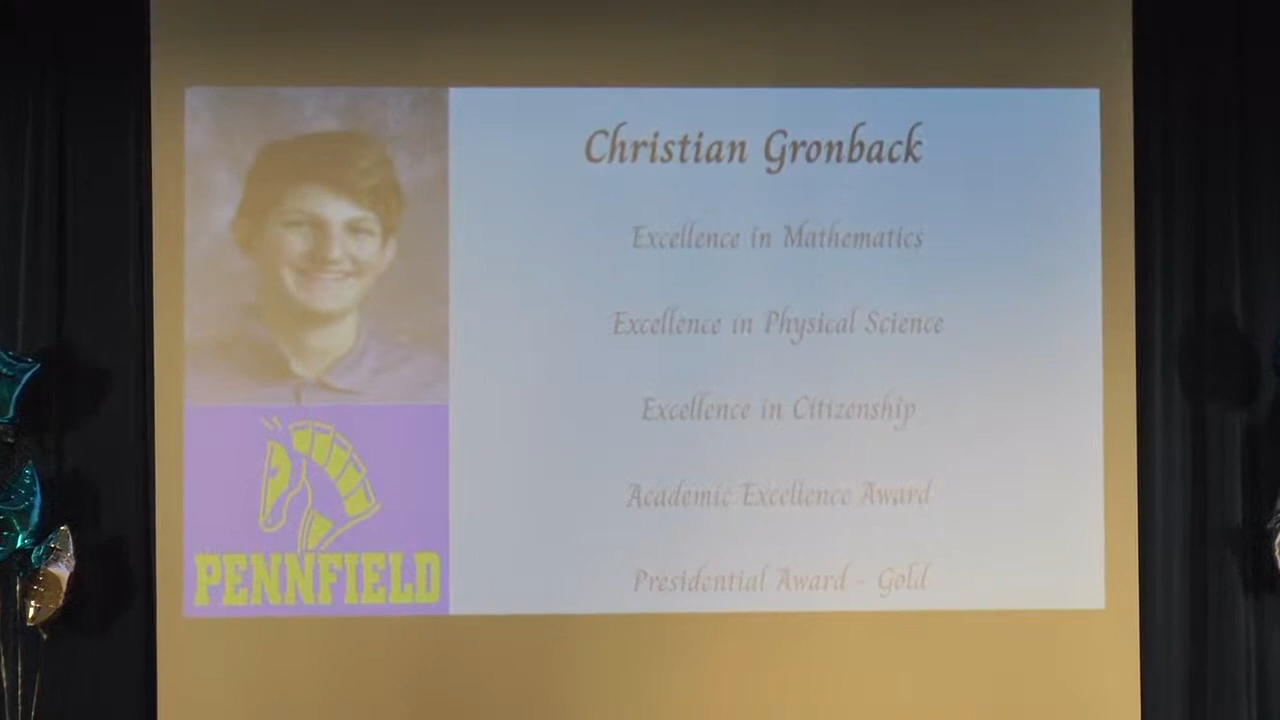 Christian Gronback
Excellence in Mathematics
Excellence in Physical Science
Excellence in Citizenship
Academic Excellence Award
Presidential Award - Gold
PENNFIELD